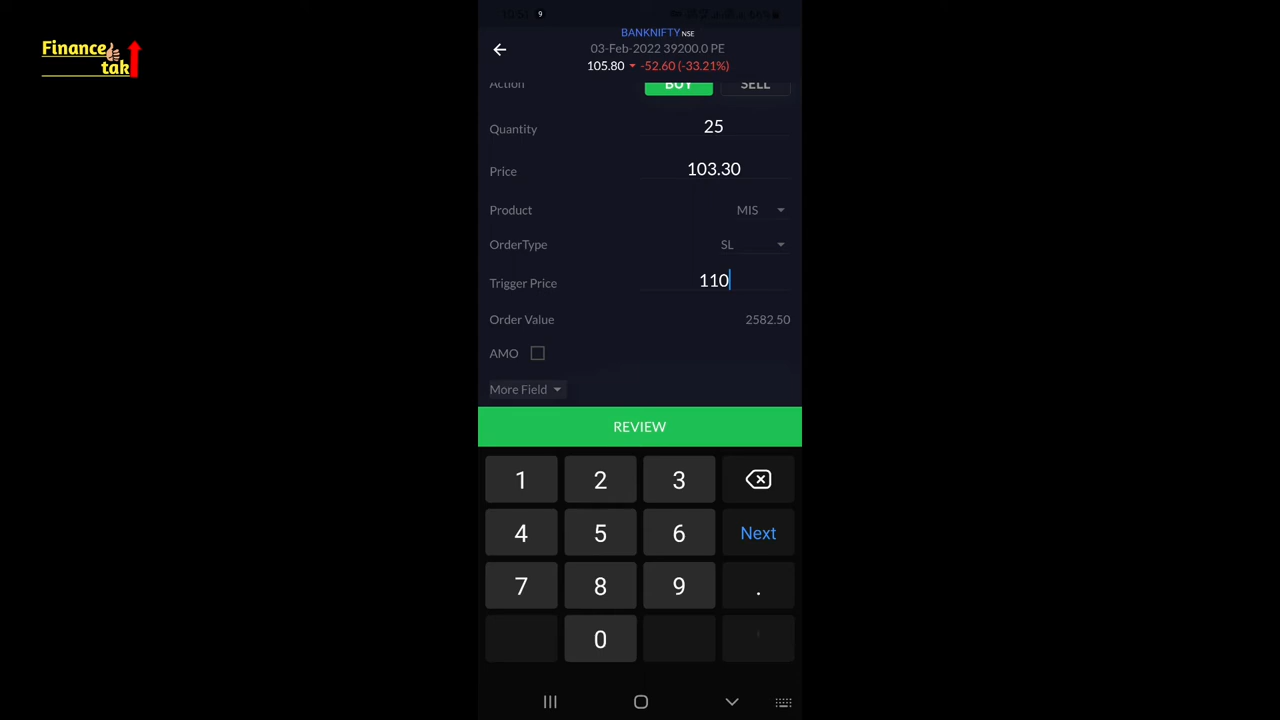 Finance
tak
9
BANKNIFTY NSE
03-Feb-2022 39200.0 PE
105.80 -52.60 (-33.21%)
Action BUY SELL
Quantity 25
Price 103.30
Product MIS
OrderType SL
Trigger Price 110
Order Value 2582.50
AMO
More Field
REVIEW
1 2 3
4 5 6 Next
7 8 9 .
0